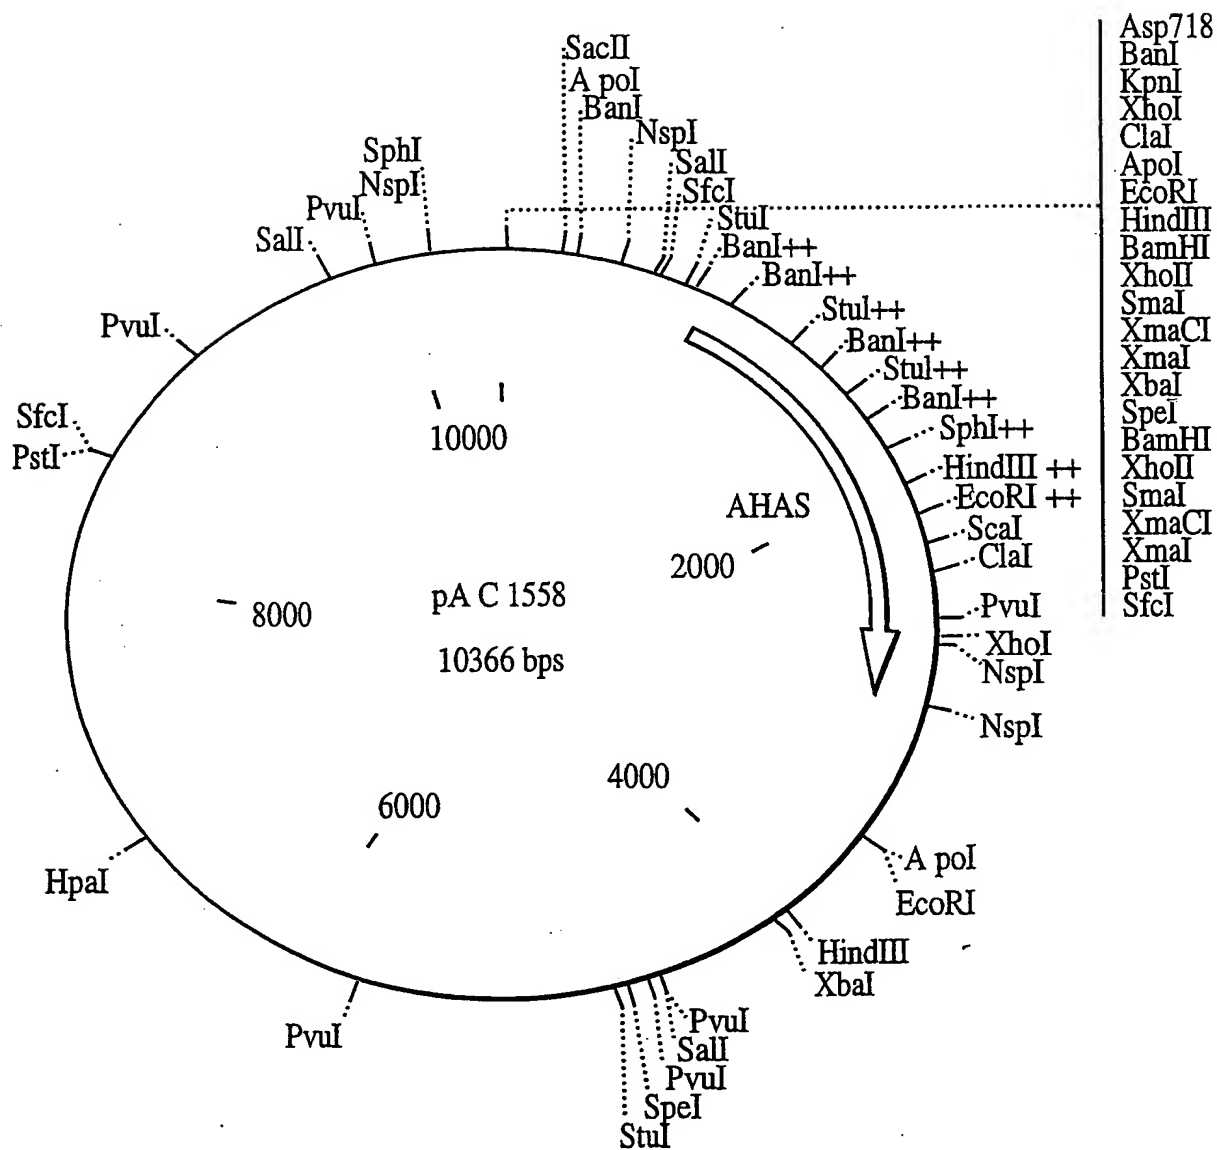 SacII
A poI
BanI
NspI
SalI
SfcI
StuI
BanI++
BanI++
StuI++
BanI++
StuI++
BanI++
SphI++
HindIII ++
EcoRI ++
ScaI
ClaI
PvuI
XhoI
NspI
NspI
A poI
EcoRI
HindIII
XbaI
PvuI
SalI
PvuI
SpeI
StuI
PvuI
HpaI
PstI
SfcI
PvuI
SalI
PvuI
NspI
SphI
Asp718
BanI
KpnI
XhoI
ClaI
ApoI
EcoRI
HindIII
BamHI
XhoII
SmaI
XmaCI
XmaI
XbaI
SpeI
BamHI
XhoII
SmaI
XmaCI
XmaI
PstI
SfcI
10000
AHAS
2000
8000
pA C 1558
10366 bps
4000
6000